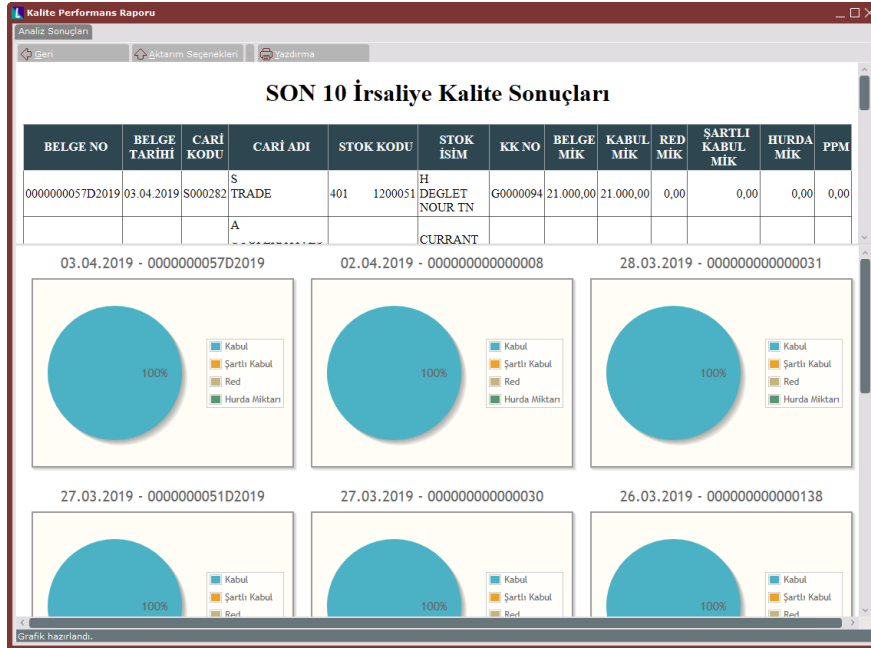 Kalite Performans Raporu
Analiz Sonuçları
Geri
Aktarım Seçenekleri
Yazdırma
SON 10 İrsaliye Kalite Sonuçları
BELGE NO BELGE TARİHİ CARİ KODU CARİ ADI STOK KODU STOK İSİM KK NO BELGE MİK KABUL MİK RED MİK ŞARTLI KABUL MİK HURDA MİK PPM
0000000057D2019 03.04.2019 S000282 S TRADE 401 1200051 H DEGLET NOUR TN G0000094 21.000,00 21.000,00 0,00 0,00 0,00 0,00
A
CURRANT
03.04.2019 - 0000000057D2019
100%
Kabul
Şartlı Kabul
Red
Hurda Miktarı
02.04.2019 - 000000000000008
100%
Kabul
Şartlı Kabul
Red
Hurda Miktarı
28.03.2019 - 000000000000031
100%
Kabul
Şartlı Kabul
Red
Hurda Miktarı
27.03.2019 - 0000000051D2019
100%
Kabul
Şartlı Kabul
Red
27.03.2019 - 000000000000030
100%
Kabul
Şartlı Kabul
Red
26.03.2019 - 000000000000138
100%
Kabul
Şartlı Kabul
Red
Grafik hazırlandı.